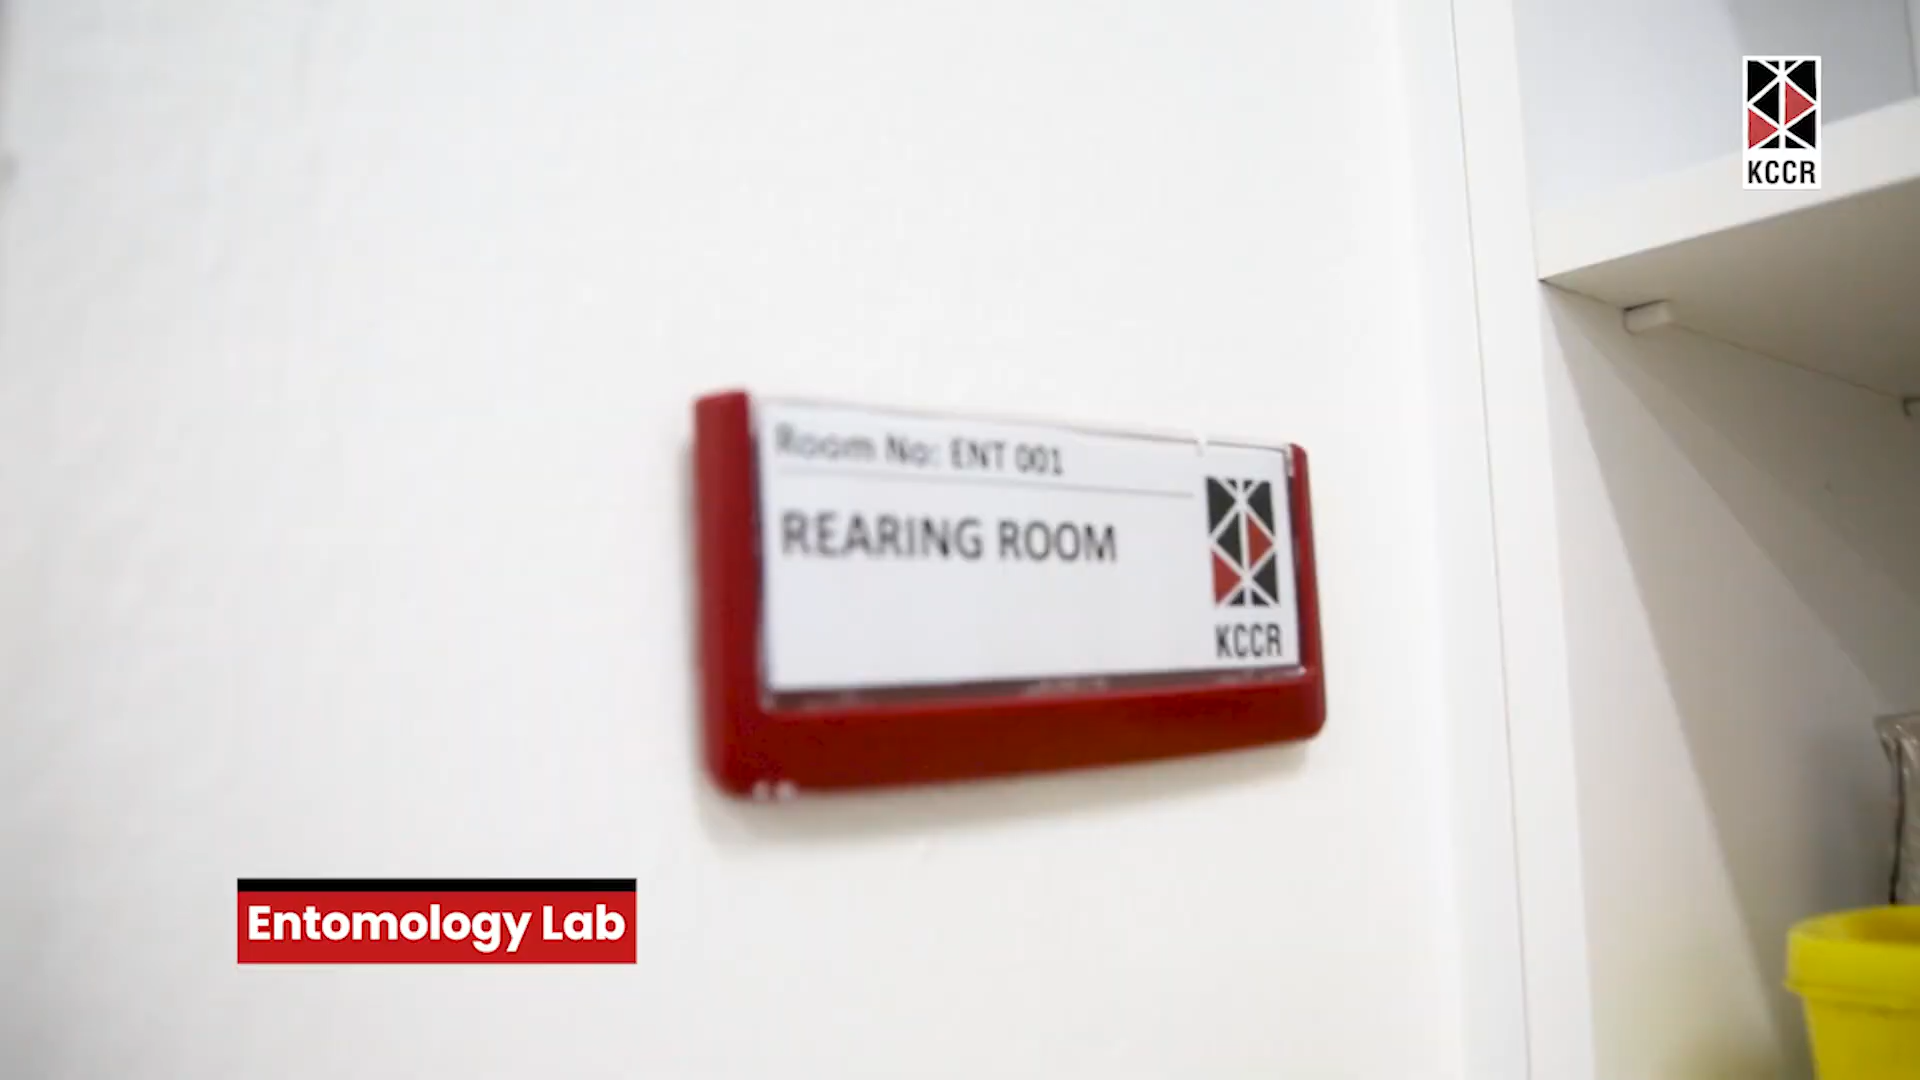 KCCR
Room No: ENT 001
REARING ROOM
KCCR
Entomology Lab